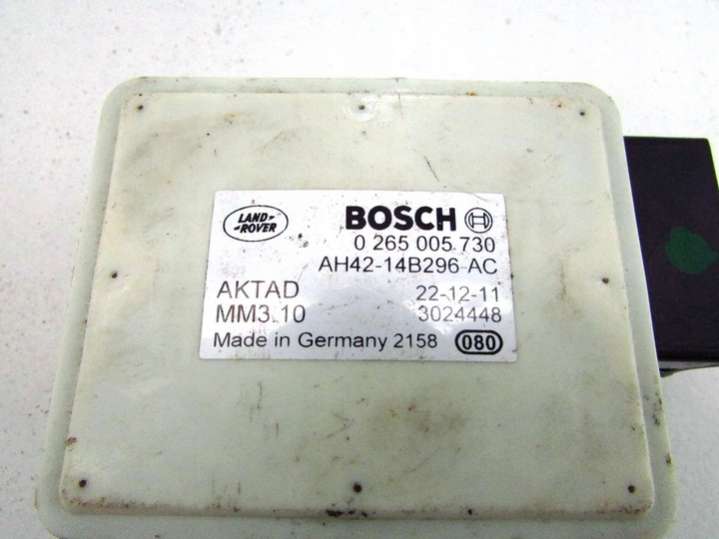 LAND-
-ROVER
BOSCH
0 265 005 730
AH42-14B296 AC
AKTAD 22-12-11
MM3.10 3024448
Made in Germany 2158 080